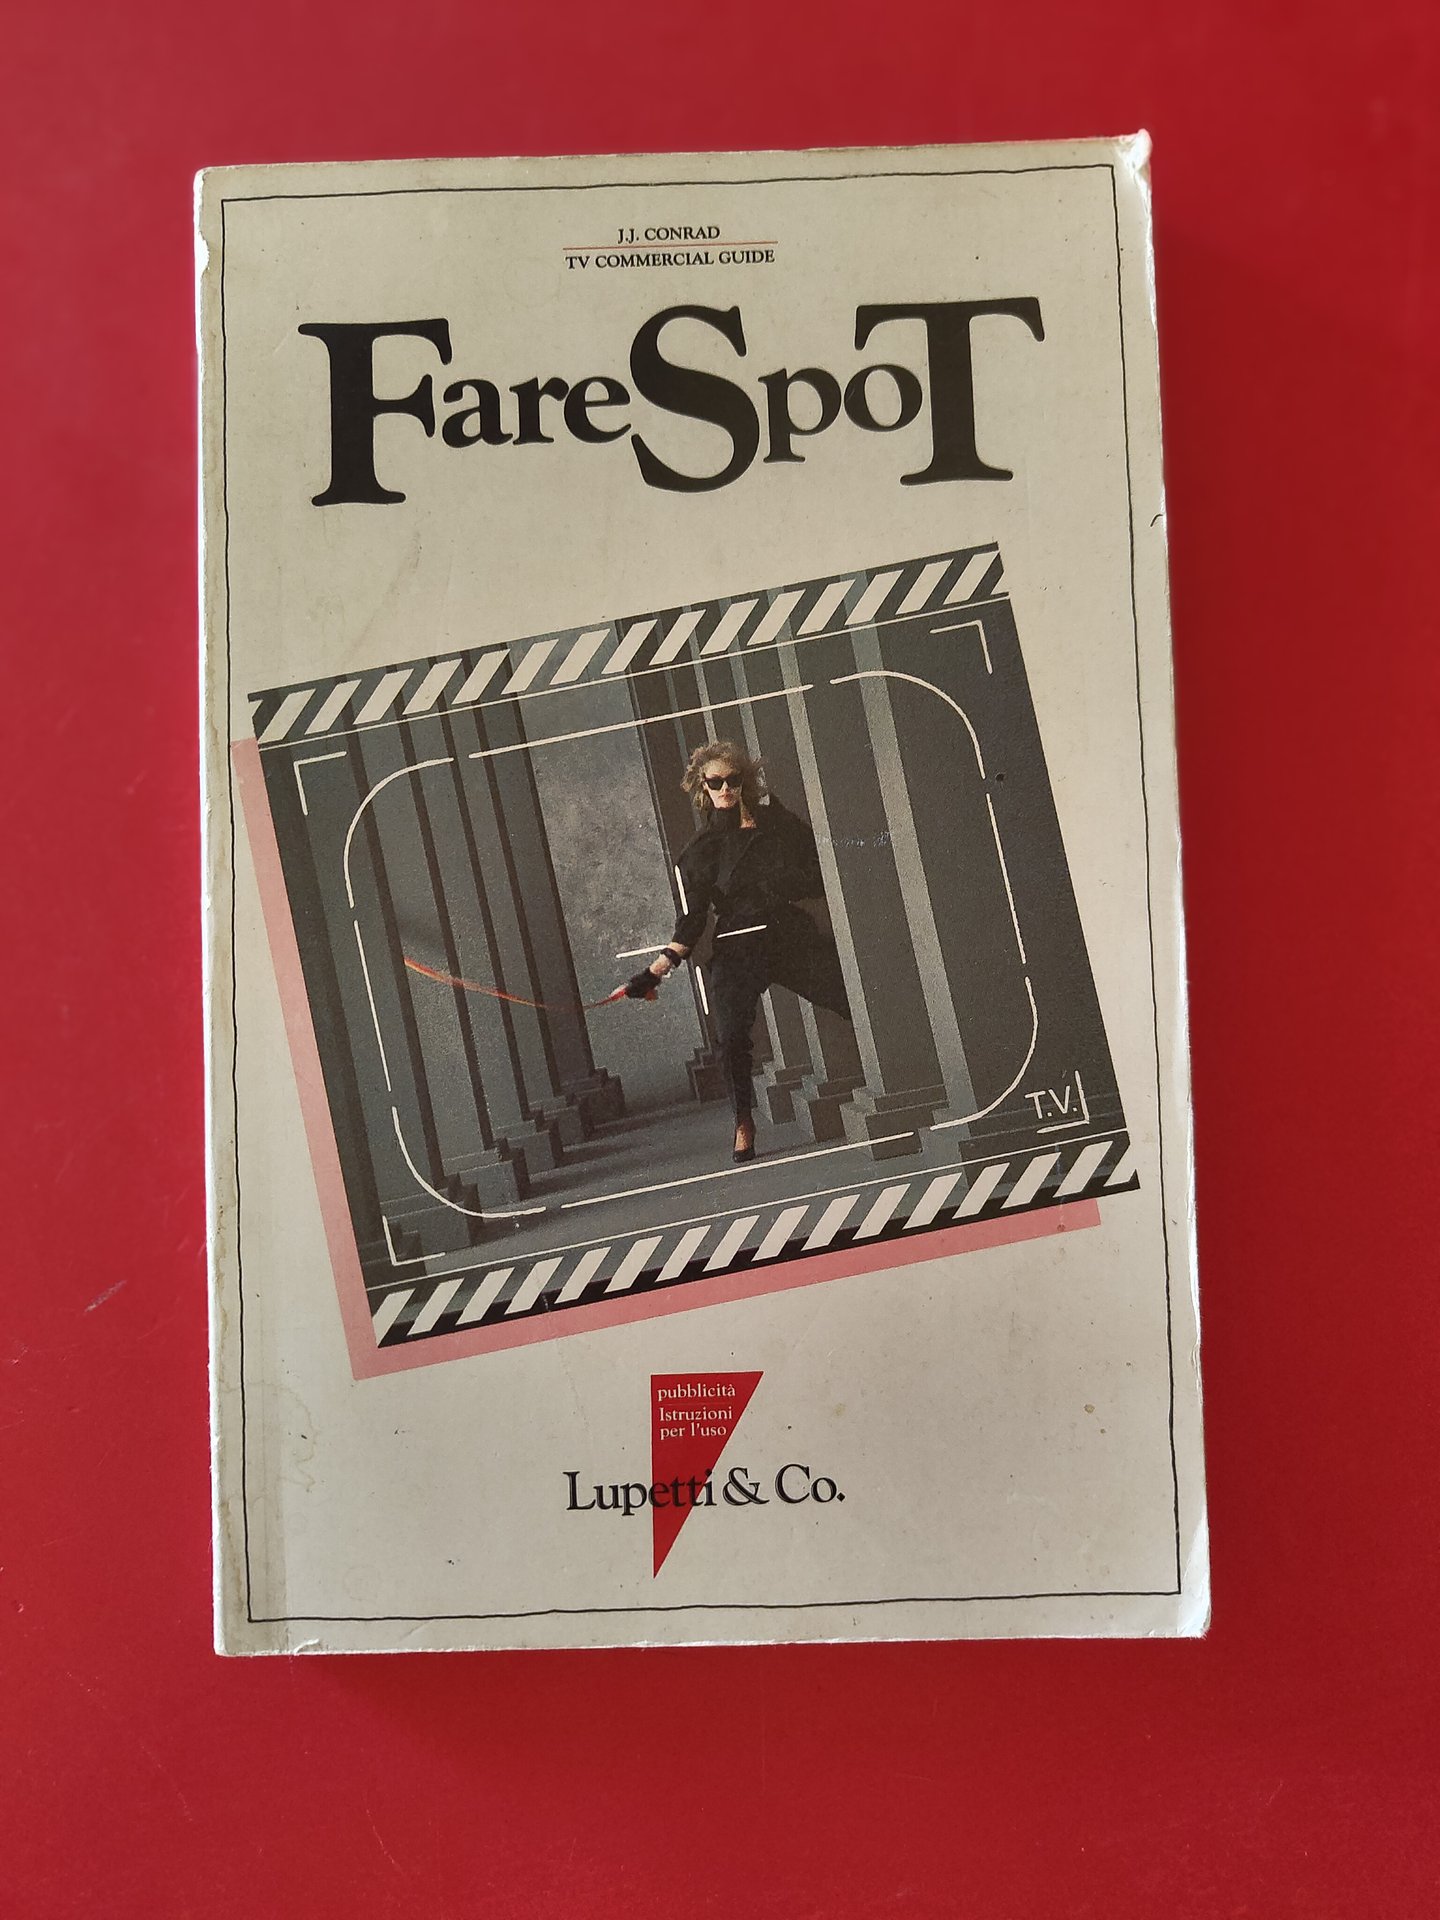 J.J. CONRAD
TV COMMERCIAL GUIDE
FareSpoT
T.V.
pubblicità
Istruzioni
per l'uso
Lupetti & Co.